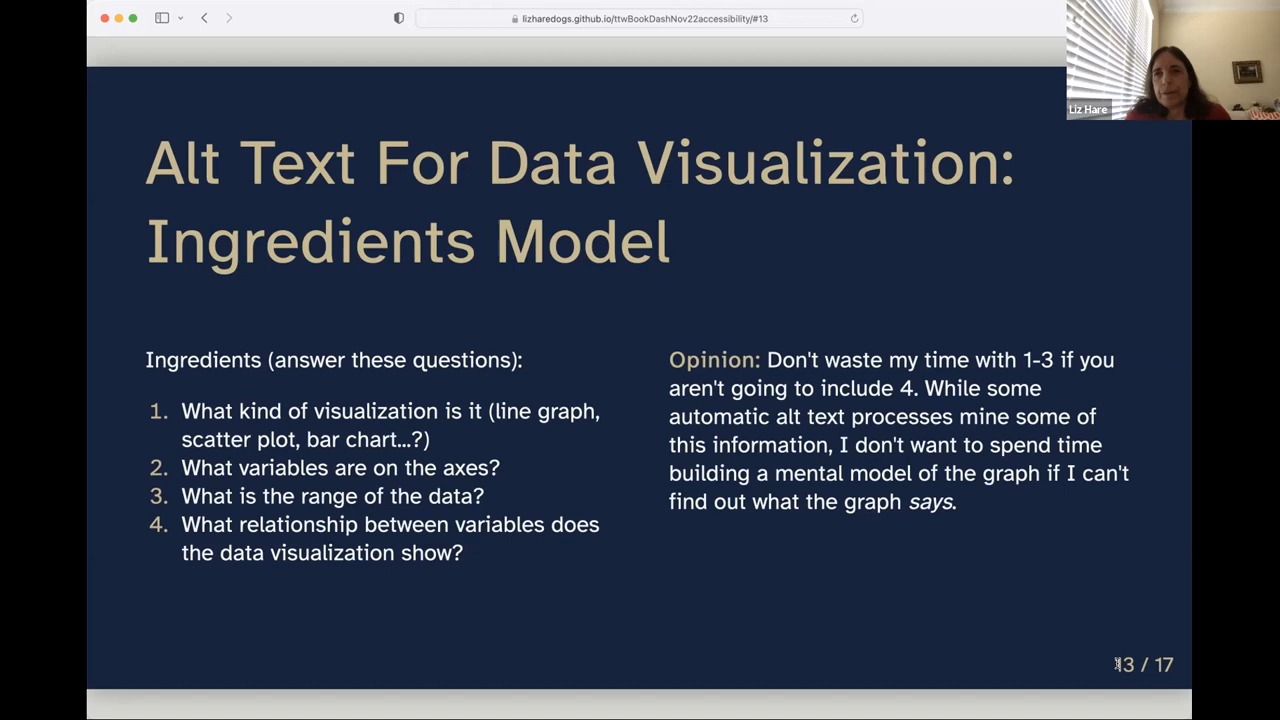 lizharedogs.github.io/ttwBookDashNov22accessibility/#13
Liz Hare
Alt Text For Data Visualization:
Ingredients Model
Ingredients (answer these questions):
1. What kind of visualization is it (line graph,
scatter plot, bar chart...?)
2. What variables are on the axes?
3. What is the range of the data?
4. What relationship between variables does
the data visualization show?
Opinion: Don't waste my time with 1-3 if you
aren't going to include 4. While some
automatic alt text processes mine some of
this information, I don't want to spend time
building a mental model of the graph if I can't
find out what the graph says.
13 / 17